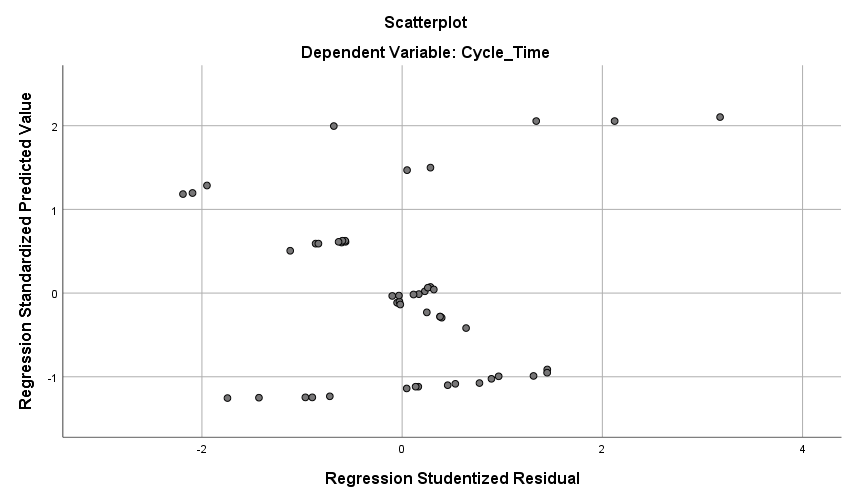 Scatterplot
Dependent Variable: Cycle_Time
Regression Standardized Predicted Value
2
1
0
-1
-2
0
2
4
Regression Studentized Residual